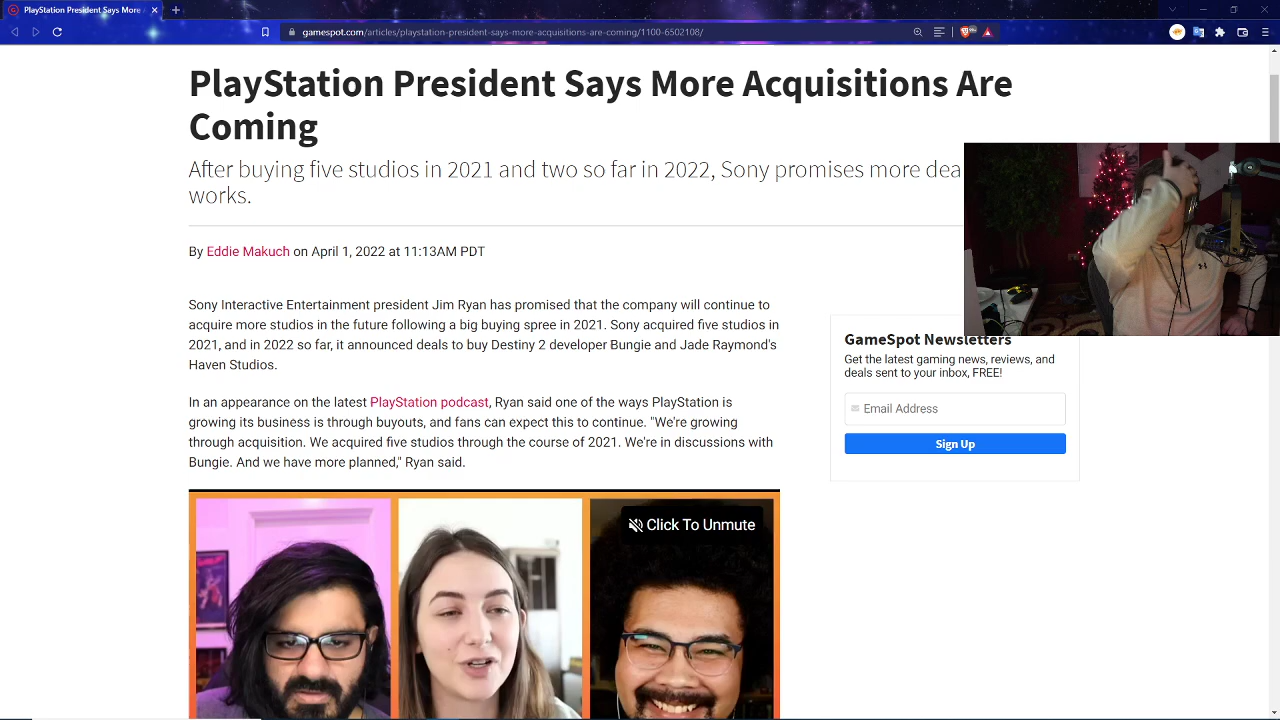 PlayStation President Says More
gamespot.com/articles/playstation-president-says-more-acquisitions-are-coming/1100-6502108/
PlayStation President Says More Acquisitions Are
Coming
After buying five studios in 2021 and two so far in 2022, Sony promises more dea
works.
By Eddie Makuch on April 1, 2022 at 11:13AM PDT
Sony Interactive Entertainment president Jim Ryan has promised that the company will continue to
acquire more studios in the future following a big buying spree in 2021. Sony acquired five studios in
2021, and in 2022 so far, it announced deals to buy Destiny 2 developer Bungie and Jade Raymond's
Haven Studios.
In an appearance on the latest PlayStation podcast, Ryan said one of the ways PlayStation is
growing its business is through buyouts, and fans can expect this to continue. "We're growing
through acquisition. We acquired five studios through the course of 2021. We're in discussions with
Bungie. And we have more planned," Ryan said.
Click To Unmute
GameSpot Newsletters
Get the latest gaming news, reviews, and
deals sent to your inbox, FREE!
Email Address
Sign Up